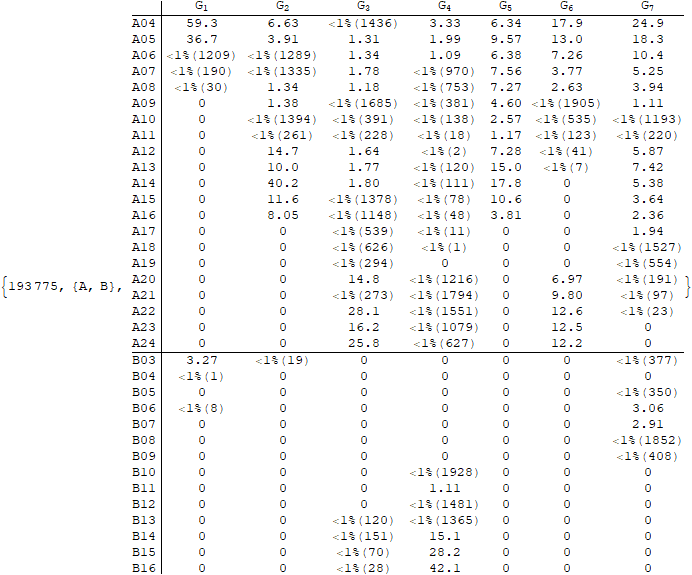 G₁ G₂ G₃ G₄ G₅ G₆ G₇
A04 59.3 6.63 <1%(1436) 3.33 6.34 17.9 24.9
A05 36.7 3.91 1.31 1.99 9.57 13.0 18.3
A06 <1%(1209) <1%(1289) 1.34 1.09 6.38 7.26 10.4
A07 <1%(190) <1%(1335) 1.78 <1%(970) 7.56 3.77 5.25
A08 <1%(30) 1.34 1.18 <1%(753) 7.27 2.63 3.94
A09 0 1.38 <1%(1685) <1%(381) 4.60 <1%(1905) 1.11
A10 0 <1%(1394) <1%(391) <1%(138) 2.57 <1%(535) <1%(1193)
A11 0 <1%(261) <1%(228) <1%(18) 1.17 <1%(123) <1%(220)
A12 0 14.7 1.64 <1%(2) 7.28 <1%(41) 5.87
A13 0 10.0 1.77 <1%(120) 15.0 <1%(7) 7.42
A14 0 40.2 1.80 <1%(111) 17.8 0 5.38
A15 0 11.6 <1%(1378) <1%(78) 10.6 0 3.64
A16 0 8.05 <1%(1148) <1%(48) 3.81 0 2.36
A17 0 0 <1%(539) <1%(11) 0 0 1.94
A18 0 0 <1%(626) <1%(1) 0 0 <1%(1527)
A19 0 0 <1%(294) 0 0 0 <1%(554)
A20 0 0 14.8 <1%(1216) 0 6.97 <1%(191)
{193775, {A, B}, A21 0 0 <1%(273) <1%(1794) 0 9.80 <1%(97) }
A22 0 0 28.1 <1%(1551) 0 12.6 <1%(23)
A23 0 0 16.2 <1%(1079) 0 12.5 0
A24 0 0 25.8 <1%(627) 0 12.2 0
B03 3.27 <1%(19) 0 0 0 0 <1%(377)
B04 <1%(1) 0 0 0 0 0 0
B05 0 0 0 0 0 0 <1%(350)
B06 <1%(8) 0 0 0 0 0 3.06
B07 0 0 0 0 0 0 2.91
B08 0 0 0 0 0 0 <1%(1852)
B09 0 0 0 0 0 0 <1%(408)
B10 0 0 0 <1%(1928) 0 0 0
B11 0 0 0 1.11 0 0 0
B12 0 0 0 <1%(1481) 0 0 0
B13 0 0 <1%(120) <1%(1365) 0 0 0
B14 0 0 <1%(151) 15.1 0 0 0
B15 0 0 <1%(70) 28.2 0 0 0
B16 0 0 <1%(28) 42.1 0 0 0